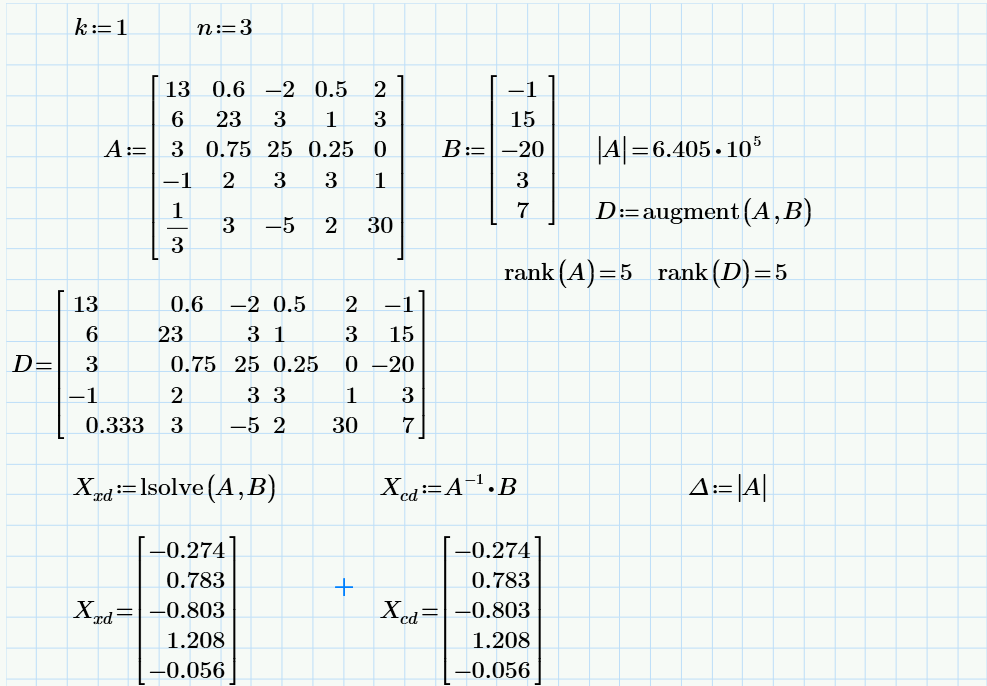 k≔1 n≔3
A≔[13 0.6 −2 0.5 2
6 23 3 1 3
3 0.75 25 0.25 0
−1 2 3 3 1
1/3 3 −5 2 30]
B≔[−1
15
−20
3
7]
|A|=6.405⋅10^5
D≔augment(A,B)
rank(A)=5 rank(D)=5
D=[13 0.6 −2 0.5 2 −1
6 23 3 1 3 15
3 0.75 25 0.25 0 −20
−1 2 3 3 1 3
0.333 3 −5 2 30 7]
X_xd≔lsolve(A,B) X_cd≔A^−1⋅B Δ≔|A|
X_xd=[−0.274
0.783
−0.803
1.208
−0.056]
+
X_cd=[−0.274
0.783
−0.803
1.208
−0.056]